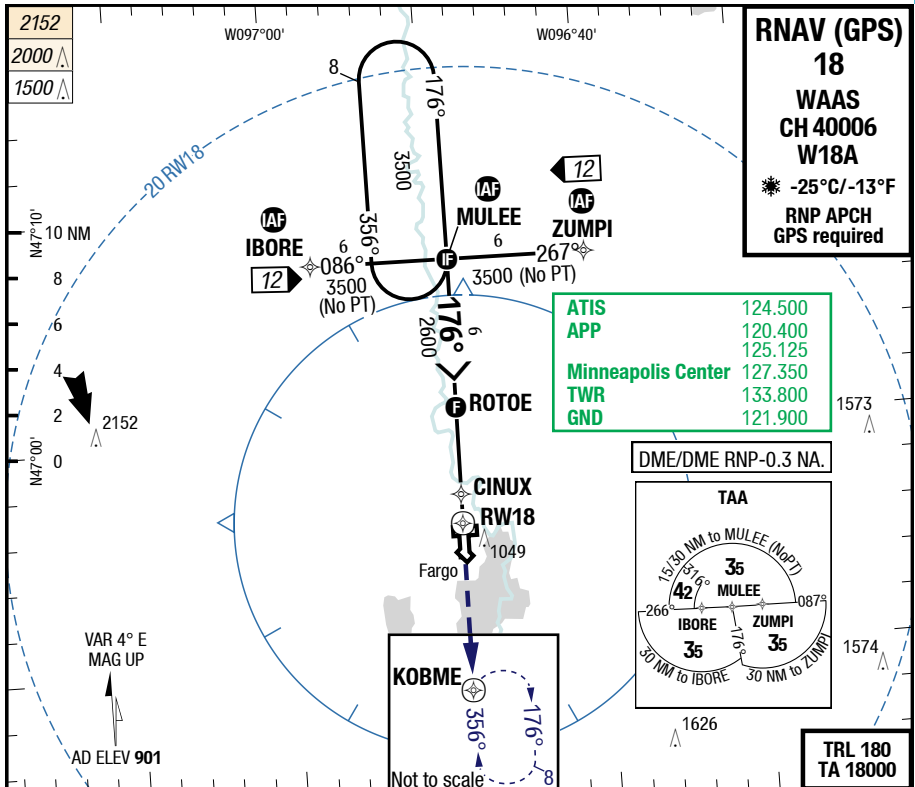 2152
2000
1500
W097°00'
W096°40'
RNAV (GPS)
18
WAAS
CH 40006
W18A
-25°C/-13°F
RNP APCH
GPS required
20 RW18
8
176°
3500
356°
IAF
MULEE
12
IAF
ZUMPI
IAF
IBORE
12
6
086°
3500
(No PT)
IF
6
267°
3500 (No PT)
N47°10'
10 NM
8
6
4
2
N47°00'
0
176°
6
2600
F
ROTOE
ATIS 124.500
APP 120.400
125.125
Minneapolis Center 127.350
TWR 133.800
GND 121.900
2152
1573
DME/DME RNP-0.3 NA.
CINUX
RW18
1049
Fargo
TAA
15/30 NM to MULEE (NoPT)
316°
35
42
MULEE
266°
087°
IBORE
ZUMPI
176°
35
35
30 NM to IBORE
30 NM to ZUMPI
1574
1626
VAR 4° E
MAG UP
AD ELEV 901
KOBME
356°
176°
8
Not to scale
TRL 180
TA 18000